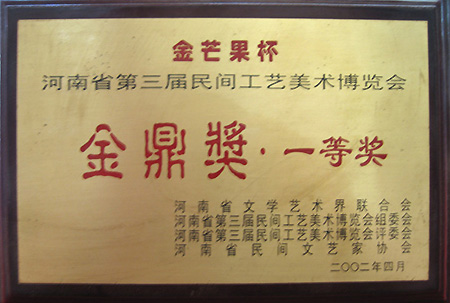 金芒果杯
河南省第三届民间工艺美术博览会
金鼎奖·一等奖
河南省文学艺术界联合会
河南省第三届民间工艺美术博览会组委会
河南省第三届民间工艺美术博览会评委会
河南省民间文艺家协会
二〇〇二年四月